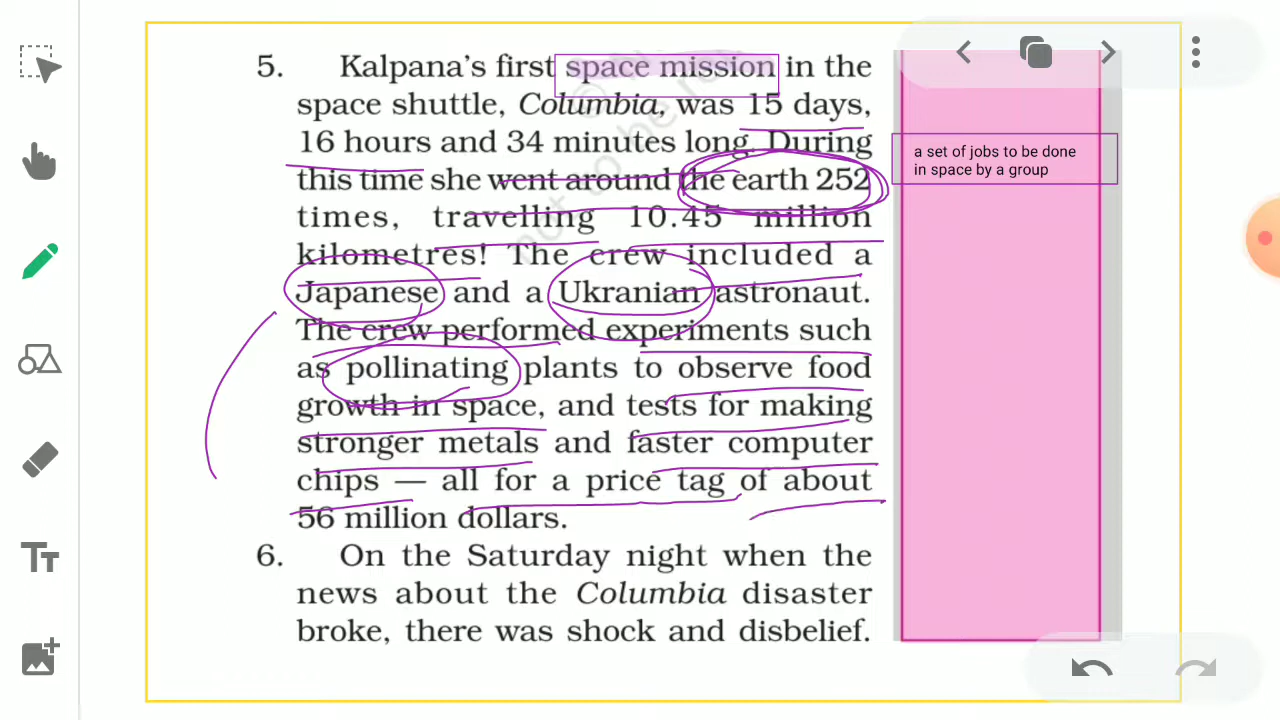 5. Kalpana's first space mission in the
space shuttle, Columbia, was 15 days,
16 hours and 34 minutes long. During
this time she went around the earth 252
times, travelling 10.45 million
kilometres! The crew included a
Japanese and a Ukranian astronaut.
The crew performed experiments such
as pollinating plants to observe food
growth in space, and tests for making
stronger metals and faster computer
chips — all for a price tag of about
56 million dollars.
6. On the Saturday night when the
news about the Columbia disaster
broke, there was shock and disbelief.
a set of jobs to be done
in space by a group
not to be re
TT